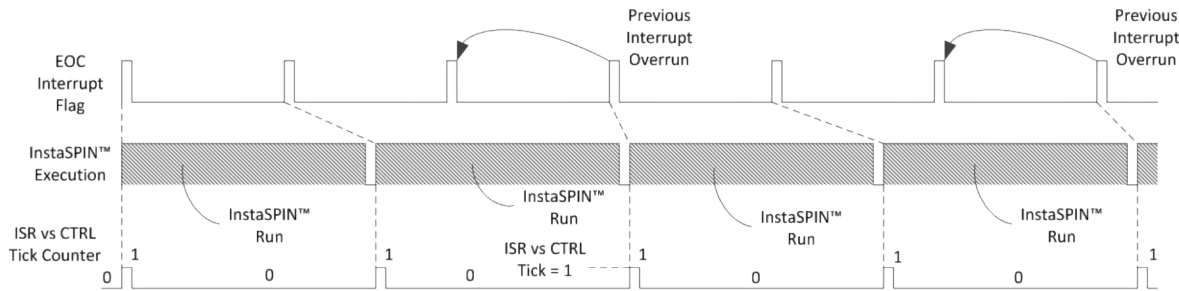 Previous
Interrupt
Overrun
Previous
Interrupt
Overrun
EOC
Interrupt
Flag
InstaSPIN™
Execution
InstaSPIN™
Run
InstaSPIN™
Run
InstaSPIN™
Run
InstaSPIN™
Run
ISR vs CTRL
Tick Counter
ISR vs CTRL
Tick = 1
0
1
0
1
0
1
0
1
0
1